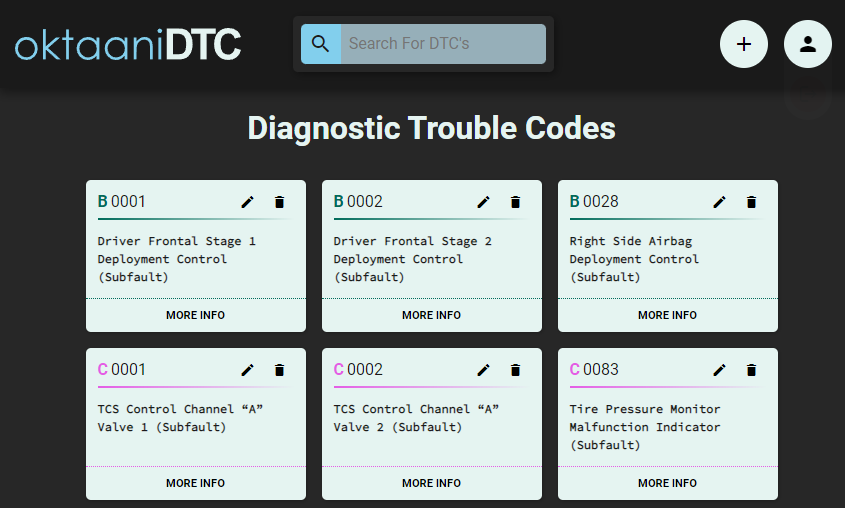 oktaaniDTC
Search For DTC's
Diagnostic Trouble Codes
B 0001
Driver Frontal Stage 1
Deployment Control
(Subfault)
MORE INFO
B 0002
Driver Frontal Stage 2
Deployment Control
(Subfault)
MORE INFO
B 0028
Right Side Airbag
Deployment Control
(Subfault)
MORE INFO
C 0001
TCS Control Channel “A”
Valve 1 (Subfault)
MORE INFO
C 0002
TCS Control Channel “A”
Valve 2 (Subfault)
MORE INFO
C 0083
Tire Pressure Monitor
Malfunction Indicator
(Subfault)
MORE INFO